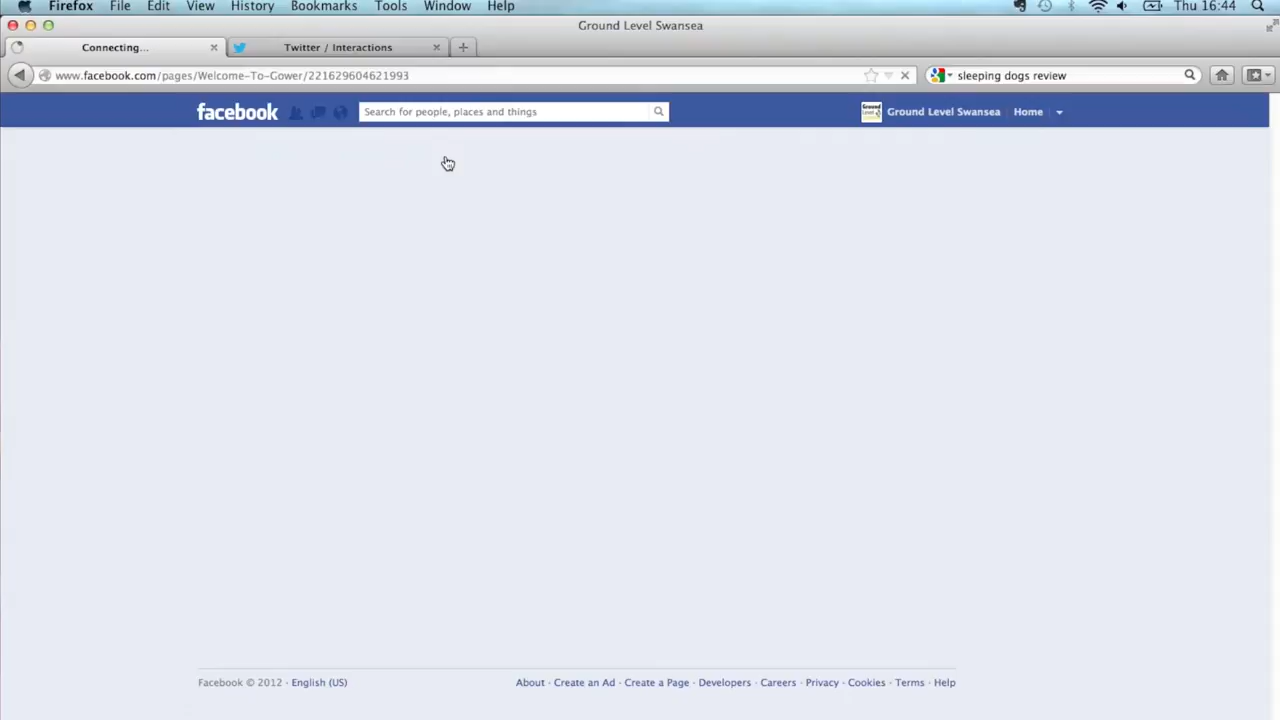 Firefox File Edit View History Bookmarks Tools Window Help Thu 16:44
Ground Level Swansea
Connecting... Twitter / Interactions
www.facebook.com/pages/Welcome-To-Gower/221629604621993 sleeping dogs review
facebook Search for people, places and things Ground Level Swansea Home
Facebook © 2012 · English (US) About · Create an Ad · Create a Page · Developers · Careers · Privacy · Cookies · Terms · Help